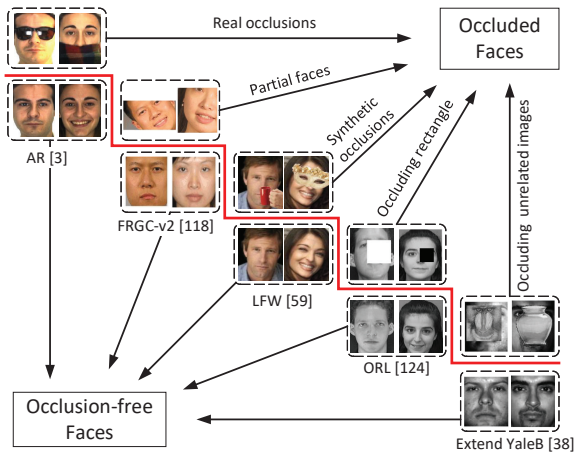 Real occlusions
Occluded
Faces
Partial faces
Synthetic
occlusions
Occluding rectangle
Occluding unrelated images
AR [3]
FRGC-v2 [118]
LFW [59]
ORL [124]
Extend YaleB [38]
Occlusion-free
Faces